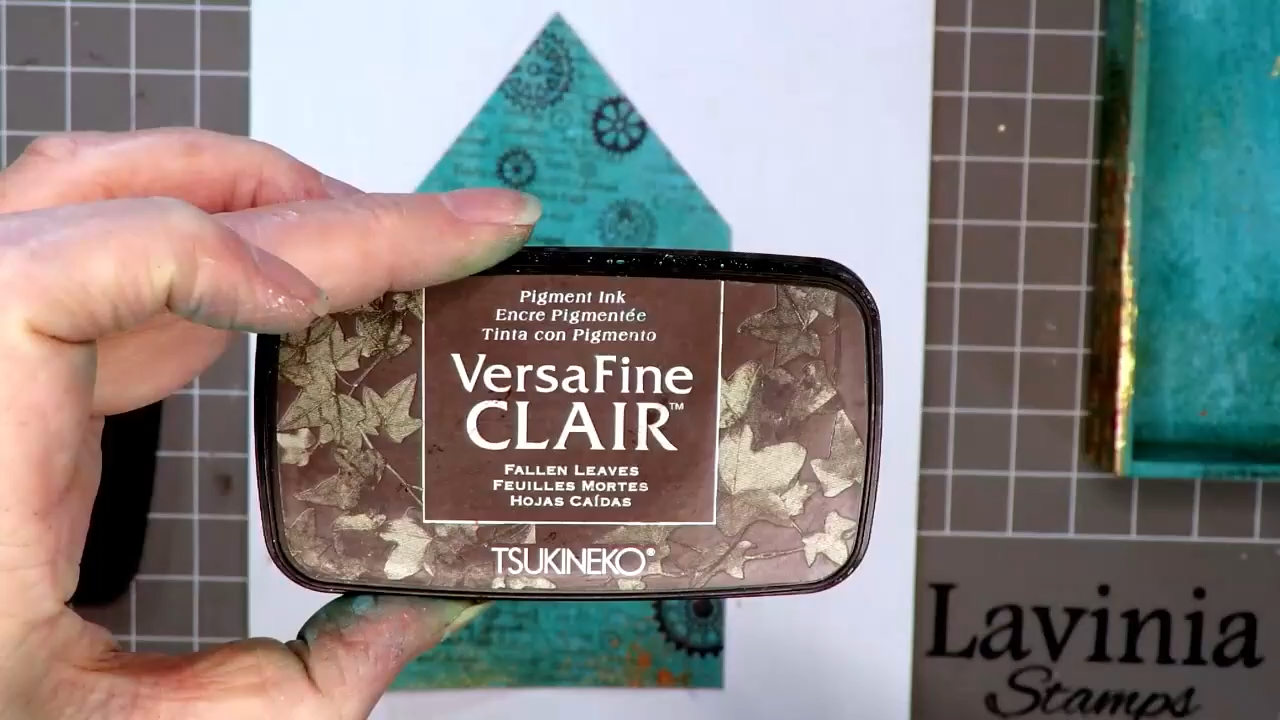 Pigment Ink
Encre Pigmentée
Tinta con Pigmento
VersaFine
CLAIR™
FALLEN LEAVES
FEUILLES MORTES
HOJAS CAÍDAS
TSUKINEKO®
Lavinia
Stamps